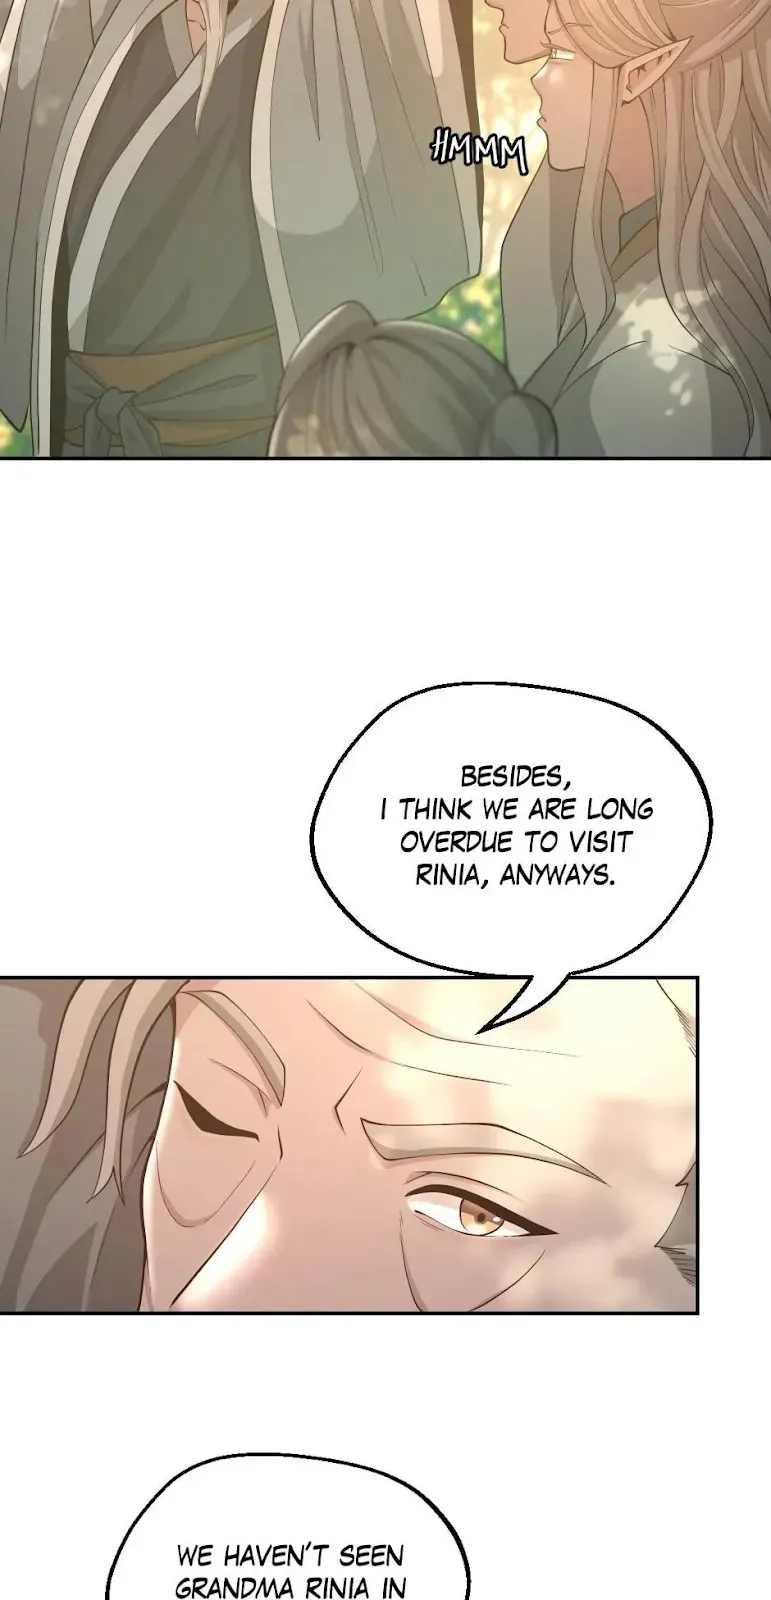 HMMM
BESIDES,
I THINK WE ARE LONG
OVERDUE TO VISIT
RINIA, ANYWAYS.
WE HAVEN'T SEEN
GRANDMA RINIA IN